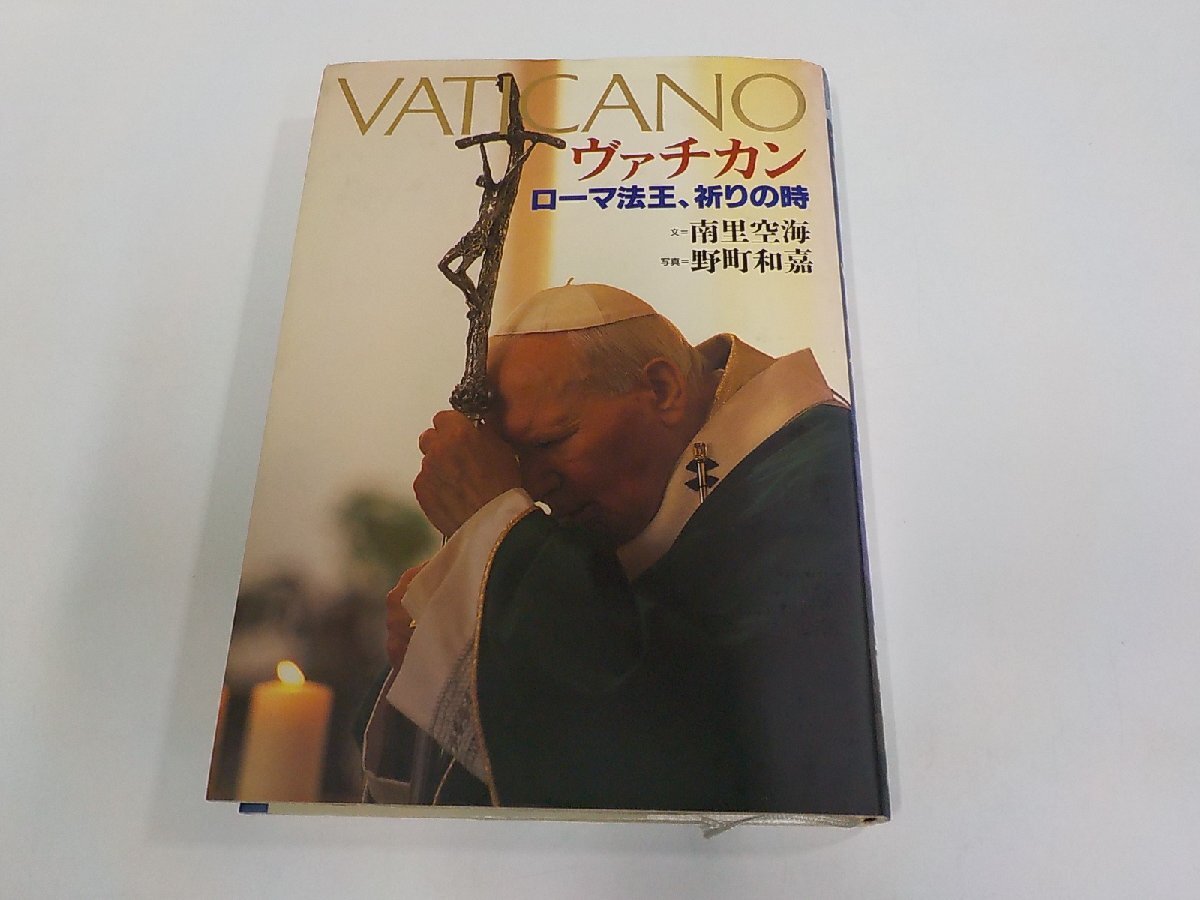 VATICANO
ヴァチカン
ローマ法王、祈りの時
文=南里空海
写真=野町和嘉